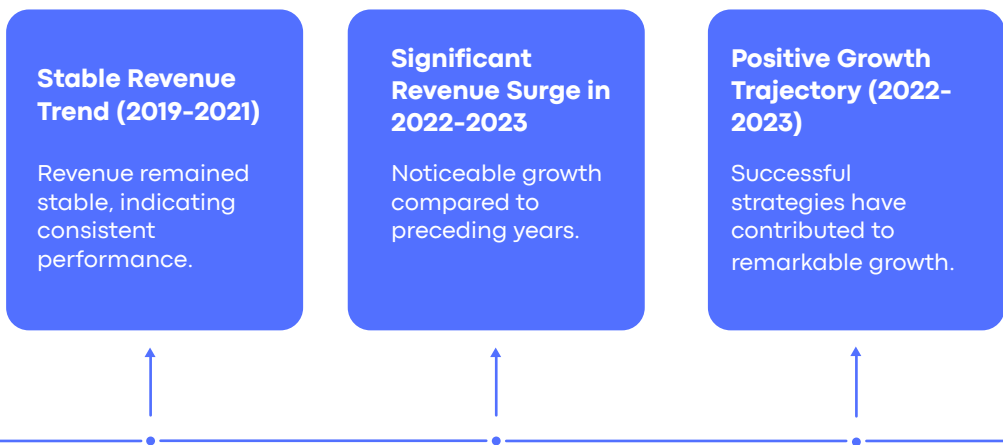 Stable Revenue
Trend (2019-2021)
Revenue remained
stable, indicating
consistent
performance.
Significant
Revenue Surge in
2022-2023
Noticeable growth
compared to
preceding years.
Positive Growth
Trajectory (2022-
2023)
Successful
strategies have
contributed to
remarkable growth.